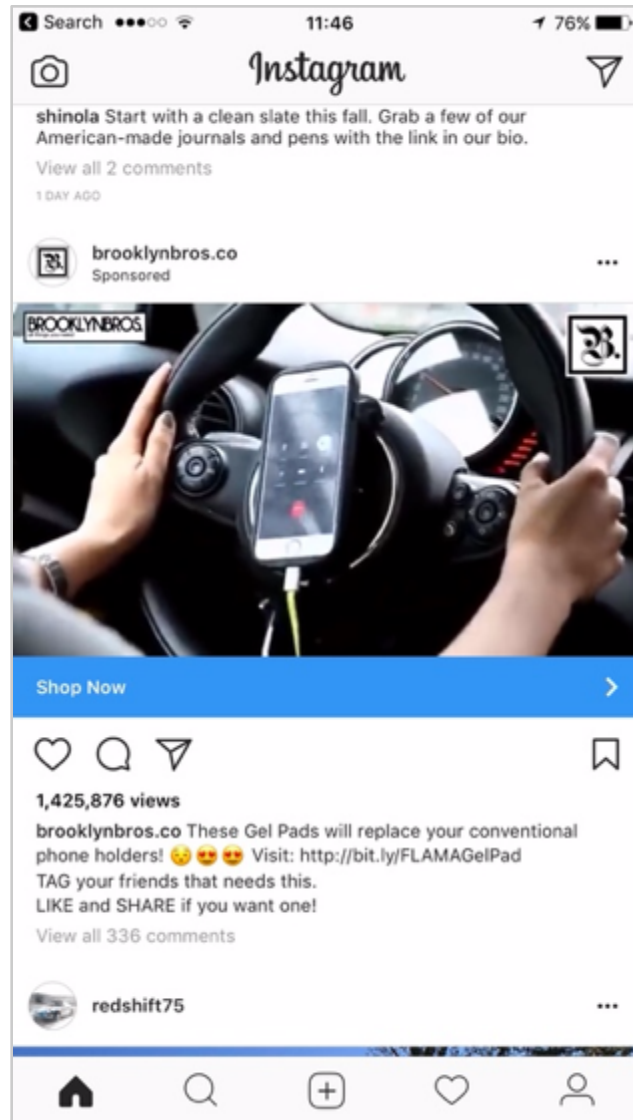 Search
11:46
76%
Instagram
shinola Start with a clean slate this fall. Grab a few of our
American-made journals and pens with the link in our bio.
View all 2 comments
1 DAY AGO
brooklynbros.co
Sponsored
BROOKLYNBROS.
B.
Shop Now
1,425,876 views
brooklynbros.co These Gel Pads will replace your conventional
phone holders! 😌😍😍 Visit: http://bit.ly/FLAMAGelPad
TAG your friends that needs this.
LIKE and SHARE if you want one!
View all 336 comments
redshift75